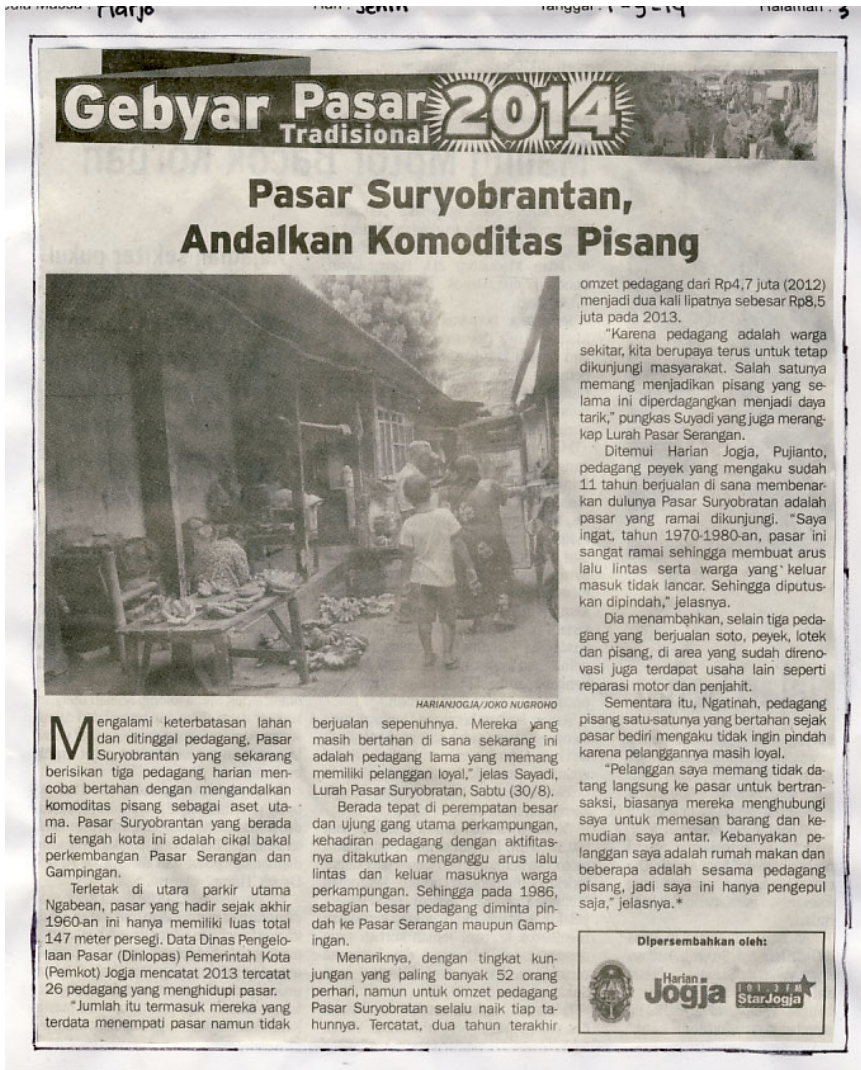 Media Massa : Harjo
Hari : Senin
Tanggal : 1-9-14
Halaman : 3
Gebyar Pasar
Tradisional
2014
Pasar Suryobrantan,
Andalkan Komoditas Pisang
HARIANJOGJA/JOKO NUGROHO
Mengalami keterbatasan lahan
dan ditinggal pedagang, Pasar
Suryobrantan yang sekarang
berisikan tiga pedagang harian men-
coba bertahan dengan mengandalkan
komoditas pisang sebagai aset uta-
ma. Pasar Suryobrantan yang berada
di tengah kota ini adalah cikal bakal
perkembangan Pasar Serangan dan
Gampingan.
Terletak di utara parkir utama
Ngabean, pasar yang hadir sejak akhir
1960-an ini hanya memiliki luas total
147 meter persegi. Data Dinas Pengelo-
laan Pasar (Dinlopas) Pemerintah Kota
(Pemkot) Jogja mencatat 2013 tercatat
26 pedagang yang menghidupi pasar.
"Jumlah itu termasuk mereka yang
terdata menempati pasar namun tidak
berjualan sepenuhnya. Mereka yang
masih bertahan di sana sekarang ini
adalah pedagang lama yang memang
memiliki pelanggan loyal," jelas Sayadi,
Lurah Pasar Suryobratan, Sabtu (30/8).
Berada tepat di perempatan besar
dan ujung gang utama perkampungan,
kehadiran pedagang dengan aktifitas-
nya ditakutkan menganggu arus lalu
lintas dan keluar masuknya warga
perkampungan. Sehingga pada 1986,
sebagian besar pedagang diminta pin-
dah ke Pasar Serangan maupun Gamp-
ingan.
Menariknya, dengan tingkat kun-
jungan yang paling banyak 52 orang
perhari, namun untuk omzet pedagang
Pasar Suryobratan selalu naik tiap ta-
hunnya. Tercatat, dua tahun terakhir
omzet pedagang dari Rp4,7 juta (2012)
menjadi dua kali lipatnya sebesar Rp8,5
juta pada 2013.
"Karena pedagang adalah warga
sekitar, kita berupaya terus untuk tetap
dikunjungi masyarakat. Salah satunya
memang menjadikan pisang yang se-
lama ini diperdagangkan menjadi daya
tarik," pungkas Suyadi yang juga merang-
kap Lurah Pasar Serangan.
Ditemui Harian Jogja, Pujianto,
pedagang peyek yang mengaku sudah
11 tahun berjualan di sana membenar-
kan dulunya Pasar Suryobratan adalah
pasar yang ramai dikunjungi. "Saya
ingat, tahun 1970-1980-an, pasar ini
sangat ramai sehingga membuat arus
lalu lintas serta warga yang keluar
masuk tidak lancar. Sehingga diputus-
kan dipindah," jelasnya.
Dia menambahkan, selain tiga peda-
gang yang berjualan soto, peyek, lotek
dan pisang, di area yang sudah direno-
vasi juga terdapat usaha lain seperti
reparasi motor dan penjahit.
Sementara itu, Ngatinah, pedagang
pisang satu-satunya yang bertahan sejak
pasar bediri mengaku tidak ingin pindah
karena pelanggannya masih loyal.
"Pelanggan saya memang tidak da-
tang langsung ke pasar untuk bertran-
saksi, biasanya mereka menghubungi
saya untuk memesan barang dan ke-
mudian saya antar. Kebanyakan pe-
langgan saya adalah rumah makan dan
beberapa adalah sesama pedagang
pisang, jadi saya ini hanya pengepul
saja," jelasnya.*
Dipersembahkan oleh:
Harian
Jogja
101.3 FM
StarJogja